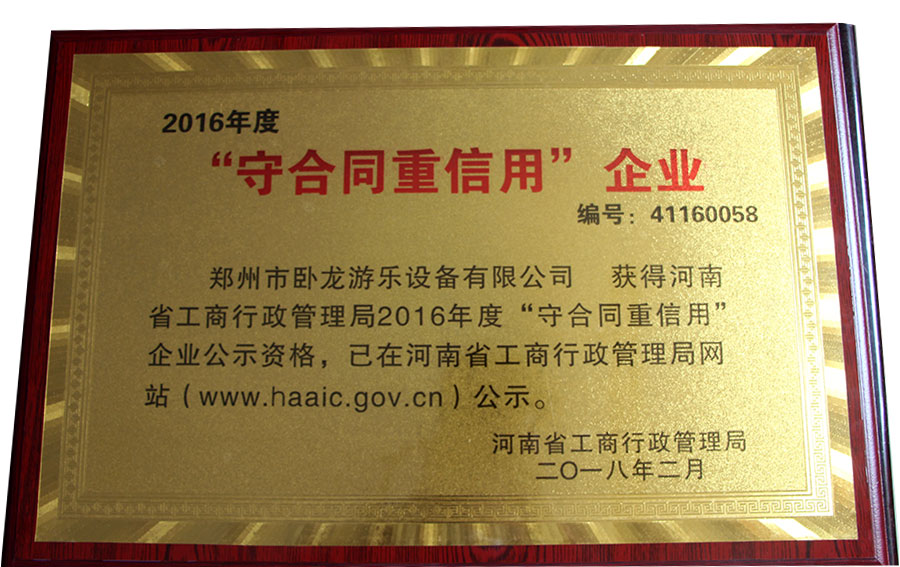 2016年度
“守合同重信用” 企业
编号：41160058
郑州市卧龙游乐设备有限公司 获得河南
省工商行政管理局2016年度“守合同重信用”
企业公示资格，已在河南省工商行政管理局网
站（www.haaic.gov.cn）公示。
河南省工商行政管理局
二〇一八年二月